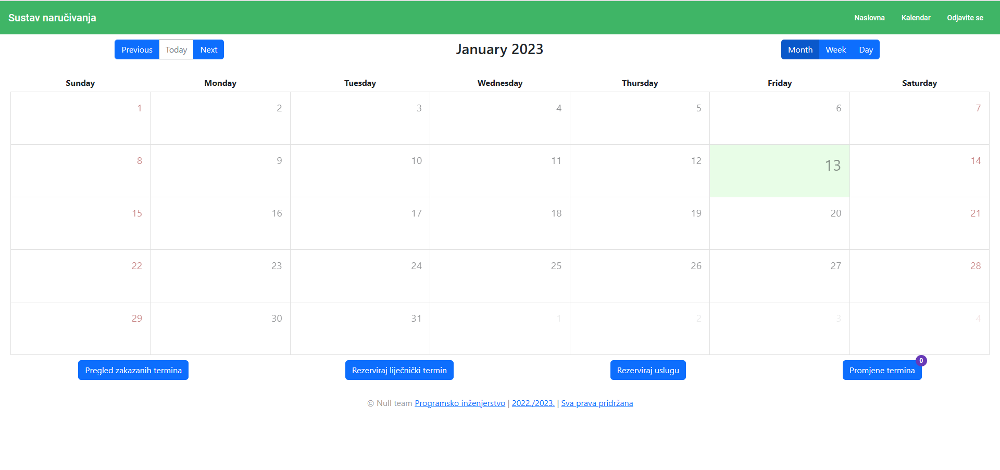 Sustav naručivanja Naslovna Kalendar Odjavite se
Previous Today Next January 2023 Month Week Day
Sunday Monday Tuesday Wednesday Thursday Friday Saturday
1 2 3 4 5 6 7
8 9 10 11 12 13 14
15 16 17 18 19 20 21
22 23 24 25 26 27 28
29 30 31 1 2 3 4
Pregled zakazanih termina Rezerviraj liječnički termin Rezerviraj uslugu Promjene termina 0
© Null team Programsko inženjerstvo | 2022./2023. | Sva prava pridržana